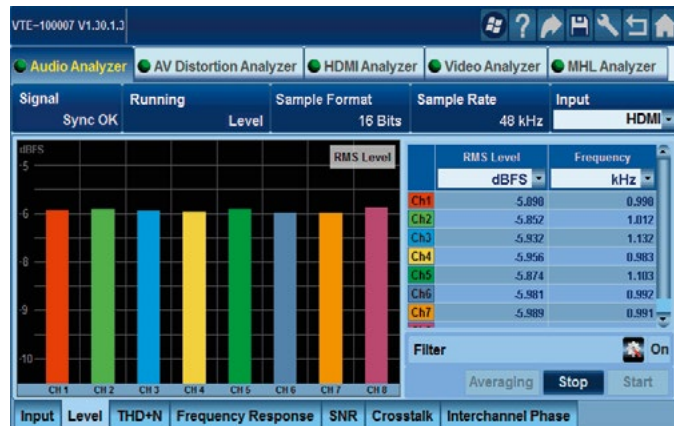 VTE-100007 V1.30.1.3
?
Audio Analyzer AV Distortion Analyzer HDMI Analyzer Video Analyzer MHL Analyzer
Signal Running Sample Format Sample Rate Input
Sync OK Level 16 Bits 48 kHz HDMI
dBFS
RMS Level
-5
-6
-8
-9
-10
CH 1 CH 2 CH 3 CH 4 CH 5 CH 6 CH 7 CH 8
RMS Level Frequency
dBFS kHz
Ch1 -5.890 0.990
Ch2 -5.852 1.012
Ch3 -5.932 1.132
Ch4 -5.956 0.983
Ch5 -5.874 1.103
Ch6 -5.981 0.992
Ch7 -5.989 0.991
Filter On
Averaging Stop Start
Input Level THD+N Frequency Response SNR Crosstalk Interchannel Phase